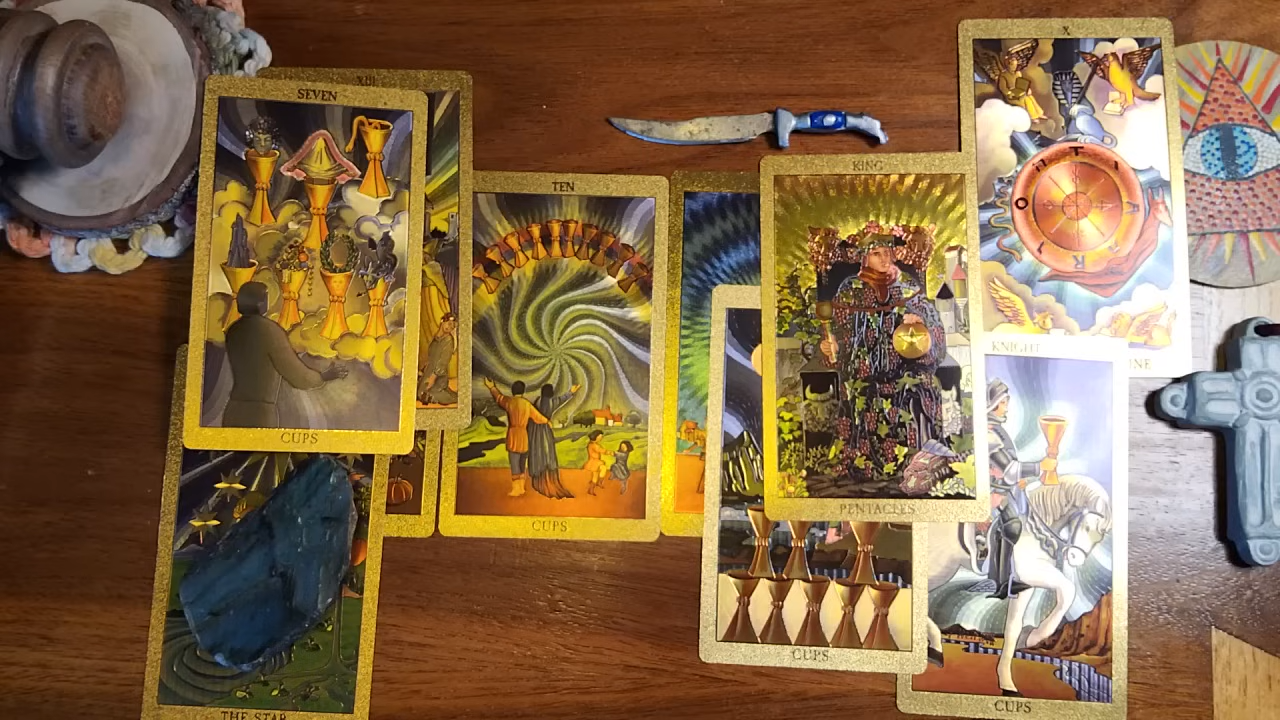 X
XIII
SEVEN
CUPS
THE STAR
TEN
CUPS
KING
PENTACLES
CUPS
KNIGHT
CUPS